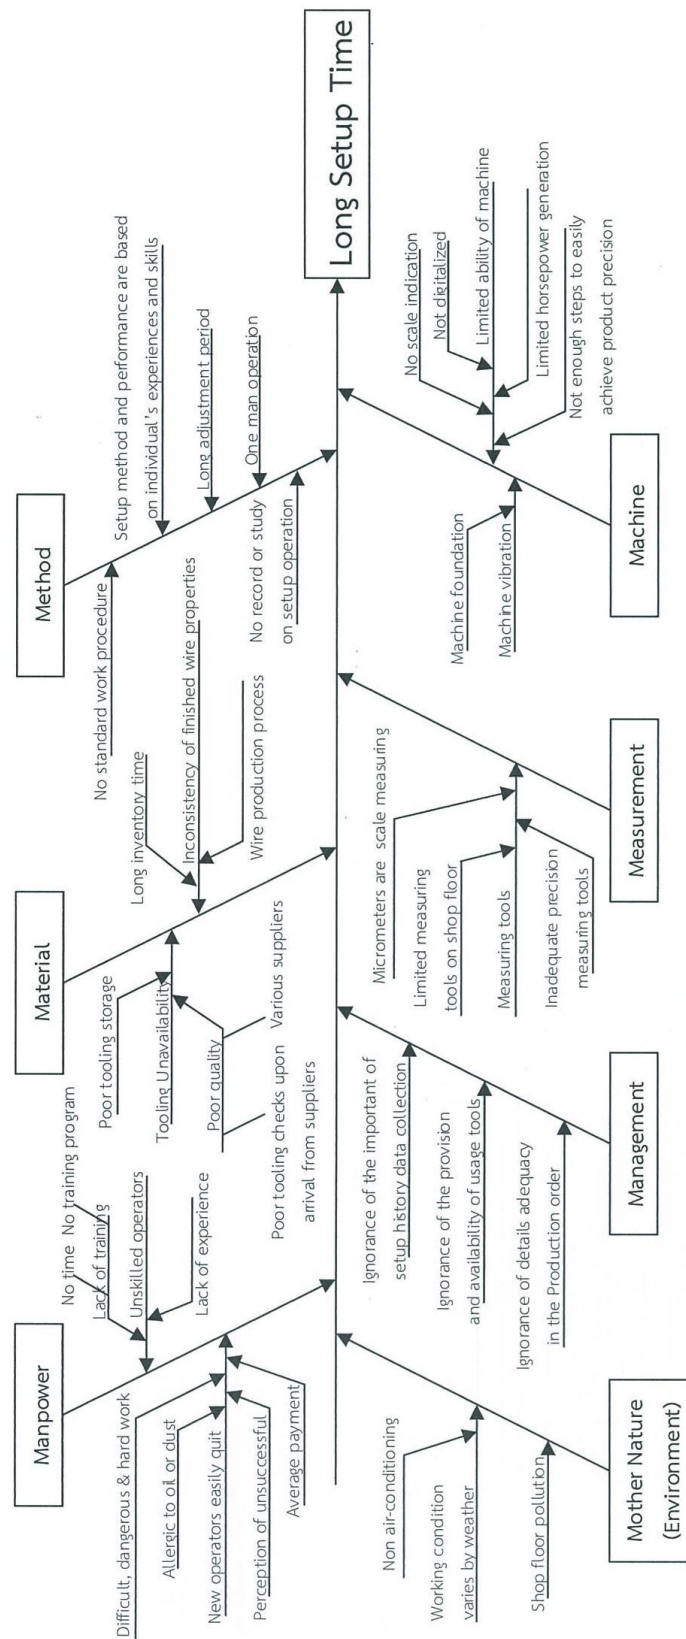 Manpower
No time No training program
Lack of training
Unskilled operators
Lack of experience
Difficult, dangerous & hard work
Allergic to oil or dust
New operators easily quit
Perception of unsuccessful
Average payment
Material
Long inventory time
Inconsistency of finished wire properties
Wire production process
Poor tooling storage
Tooling Unavailability
Poor quality
Various suppliers
Poor tooling checks upon
arrival from suppliers
Method
Setup method and performance are based
on individual's experiences and skills
Long adjustment period
One man operation
No standard work procedure
No record or study
on setup operation
Long Setup Time
Mother Nature
(Environment)
Non air-conditioning
Working condition
varies by weather
Shop floor pollution
Management
Ignorance of the important of
setup history data collection
Ignorance of the provision
and availability of usage tools
Ignorance of details adequacy
in the Production order
Measurement
Micrometers are scale measuring
Limited measuring
tools on shop floor
Measuring tools
Inadequate precision
measuring tools
Machine
Machine foundation
Machine vibration
No scale indication
Not digitalized
Limited ability of machine
Limited horsepower generation
Not enough steps to easily
achieve product precision